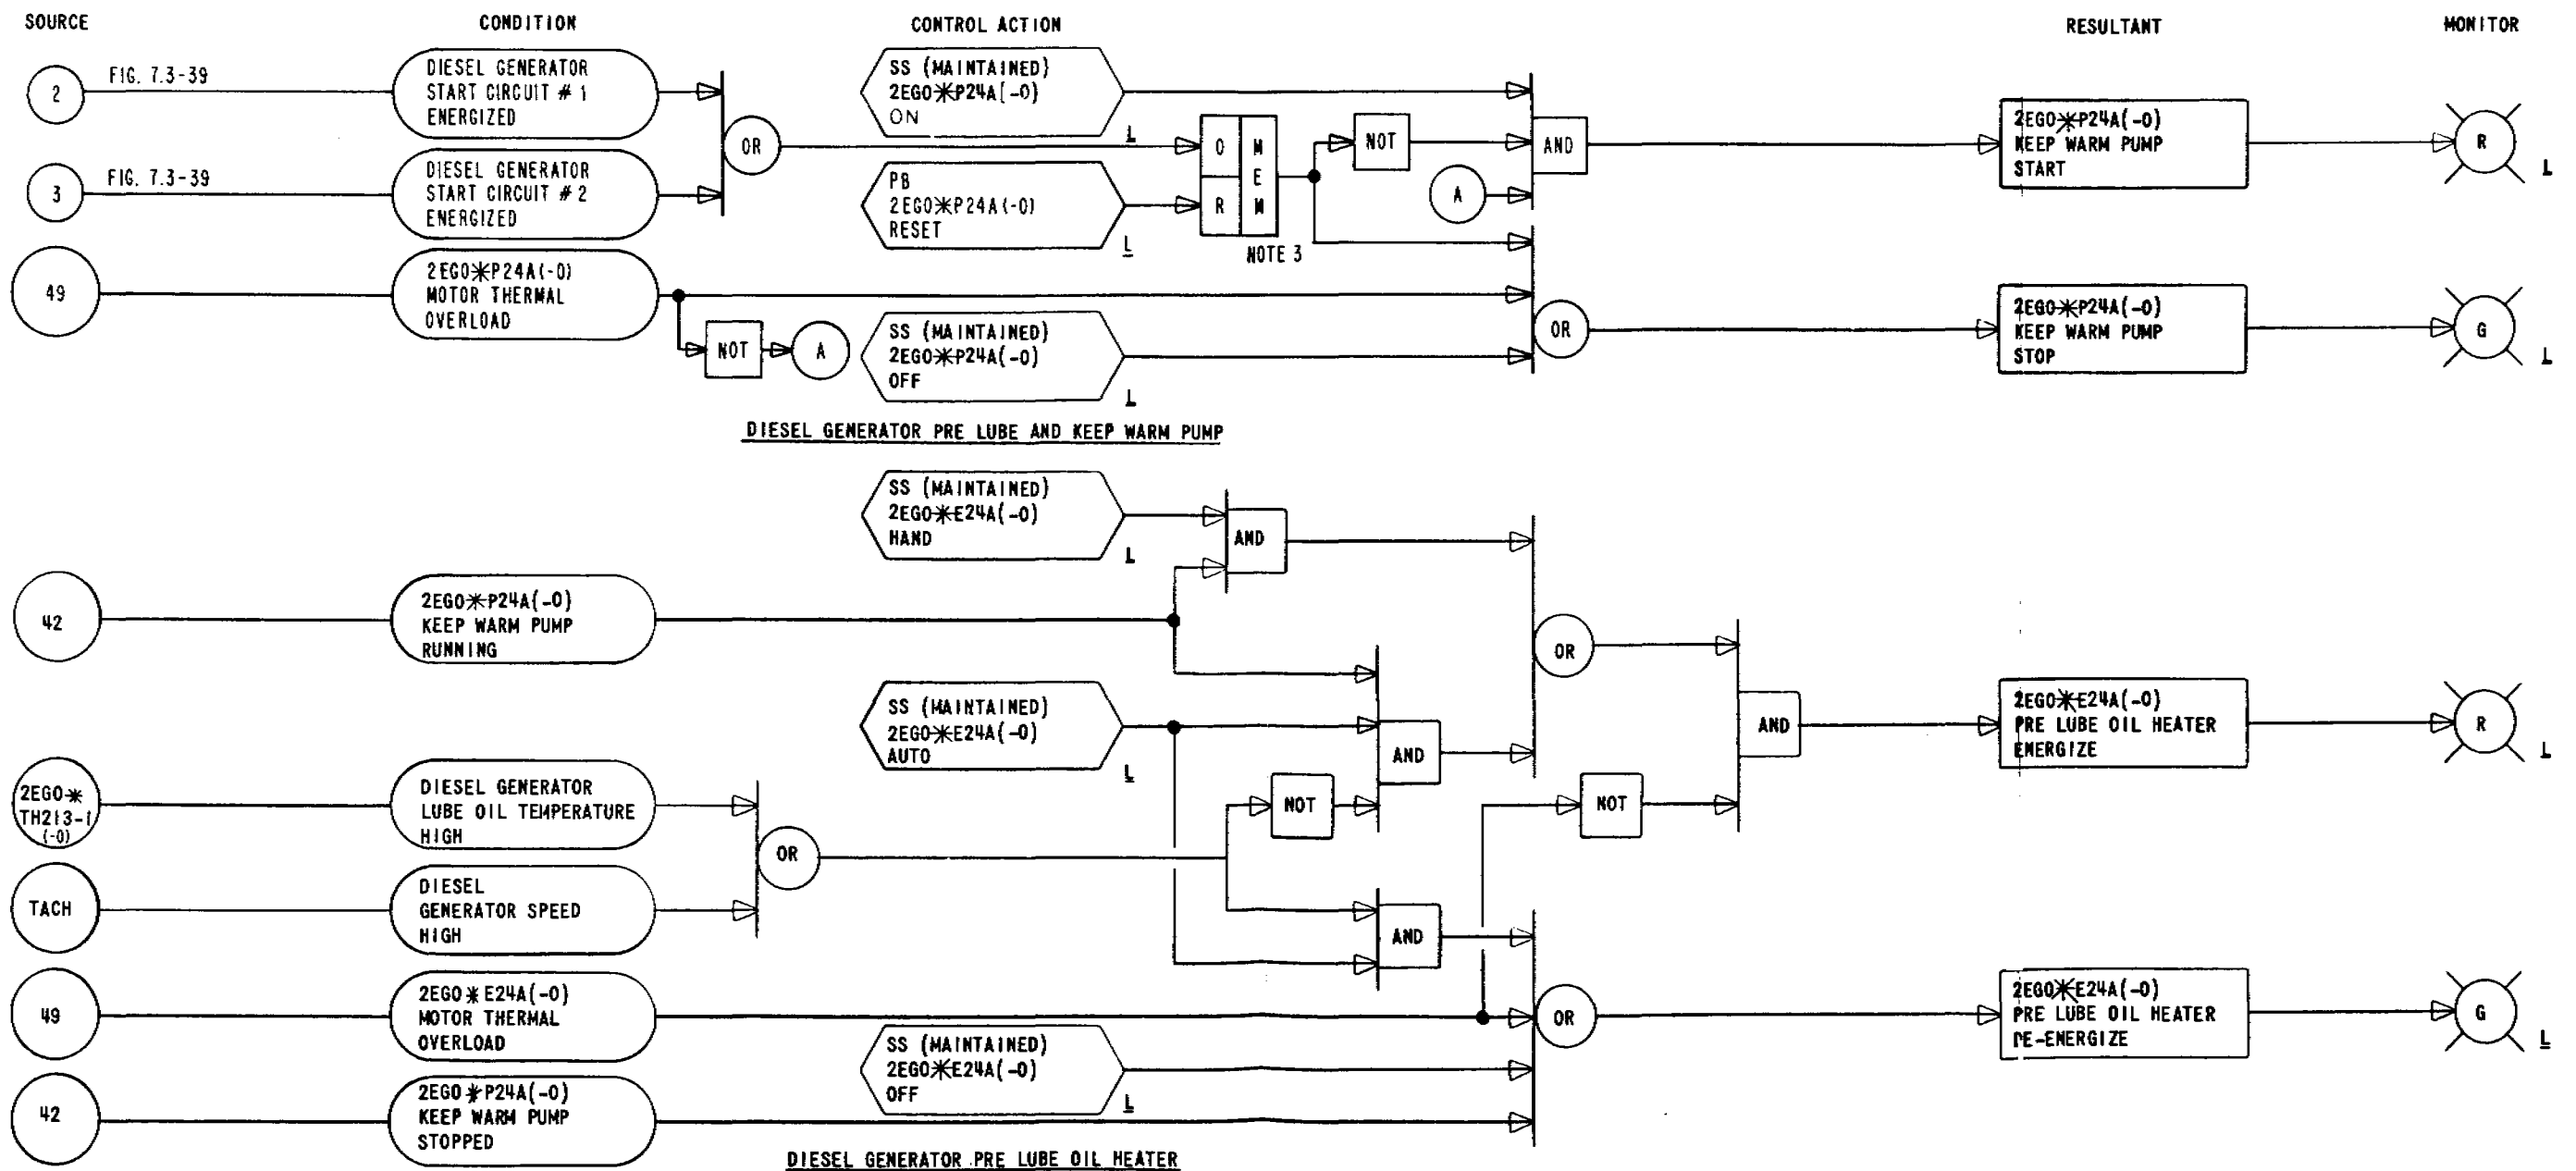 SOURCE CONDITION CONTROL ACTION RESULTANT MONITOR
2 FIG. 7.3-39
DIESEL GENERATOR
START CIRCUIT # 1
ENERGIZED
SS (MAINTAINED)
2EGO*P24A(-0)
ON
L
3 FIG. 7.3-39
DIESEL GENERATOR
START CIRCUIT # 2
ENERGIZED
OR
PB
2EGO*P24A(-0)
RESET
L
O
R
MEM
NOTE 3
NOT
A
AND
2EGO*P24A(-0)
KEEP WARM PUMP
START
R
L
49
2EGO*P24A(-0)
MOTOR THERMAL
OVERLOAD
NOT
A
SS (MAINTAINED)
2EGO*P24A(-0)
OFF
L
OR
2EGO*P24A(-0)
KEEP WARM PUMP
STOP
G
L
DIESEL GENERATOR PRE LUBE AND KEEP WARM PUMP
SS (MAINTAINED)
2EGO*E24A(-0)
HAND
L
AND
42
2EGO*P24A(-0)
KEEP WARM PUMP
RUNNING
OR
SS (MAINTAINED)
2EGO*E24A(-0)
AUTO
L
AND
AND
2EGO*E24A(-0)
PRE LUBE OIL HEATER
ENERGIZE
R
L
2EGO*
TH213-1
(-0)
DIESEL GENERATOR
LUBE OIL TEMPERATURE
HIGH
NOT
NOT
OR
TACH
DIESEL
GENERATOR SPEED
HIGH
AND
49
2EGO*E24A(-0)
MOTOR THERMAL
OVERLOAD
OR
2EGO*E24A(-0)
PRE LUBE OIL HEATER
DE-ENERGIZE
G
L
SS (MAINTAINED)
2EGO*E24A(-0)
OFF
L
42
2EGO*P24A(-0)
KEEP WARM PUMP
STOPPED
DIESEL GENERATOR PRE LUBE OIL HEATER